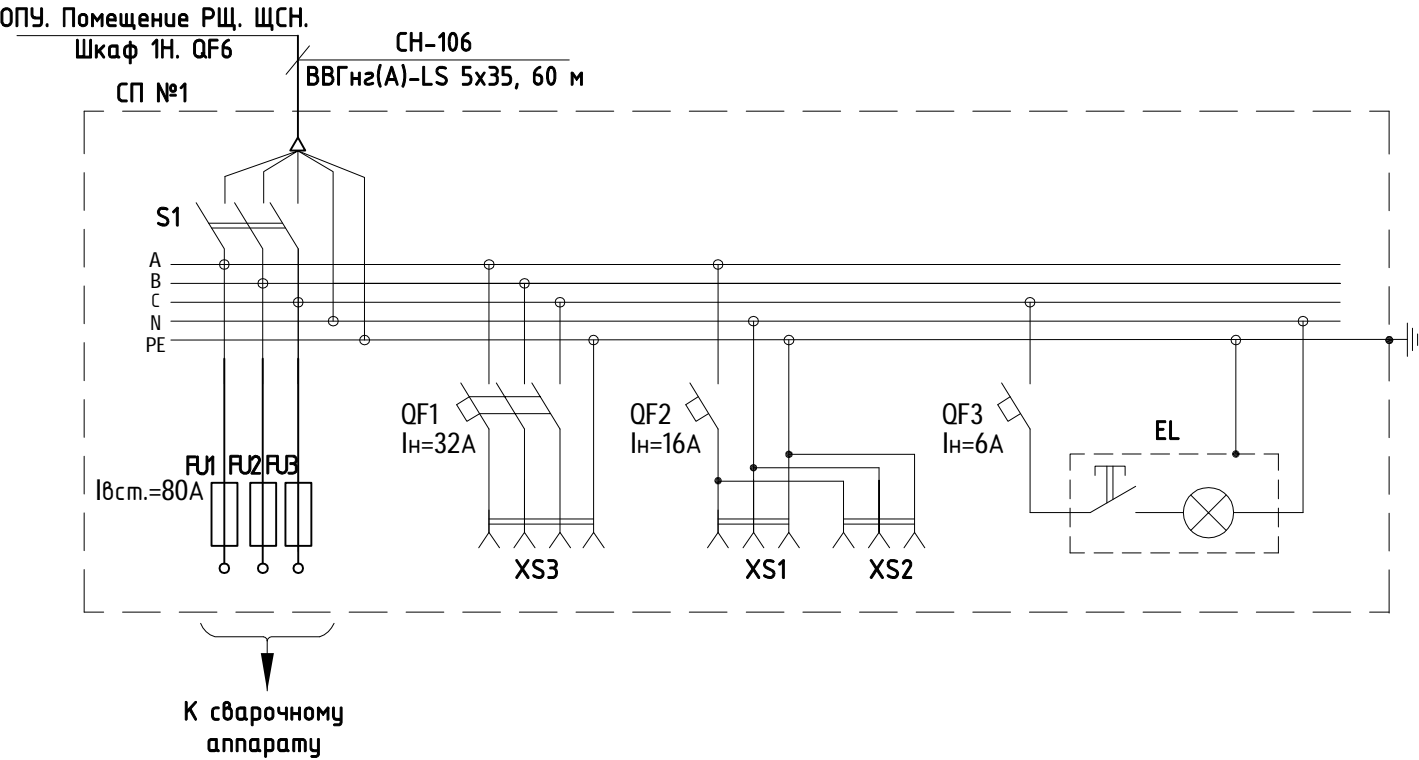 ОПУ. Помещение РЩ. ЩСН.
Шкаф 1Н. QF6
СН-106
ВВГнг(А)-LS 5х35, 60 м
СП №1
S1
A
B
C
N
PE
QF1
Iн=32А
QF2
Iн=16А
QF3
Iн=6А
EL
FU1 FU2 FU3
Iвст.=80А
XS3
XS1
XS2
К сварочному
аппарату